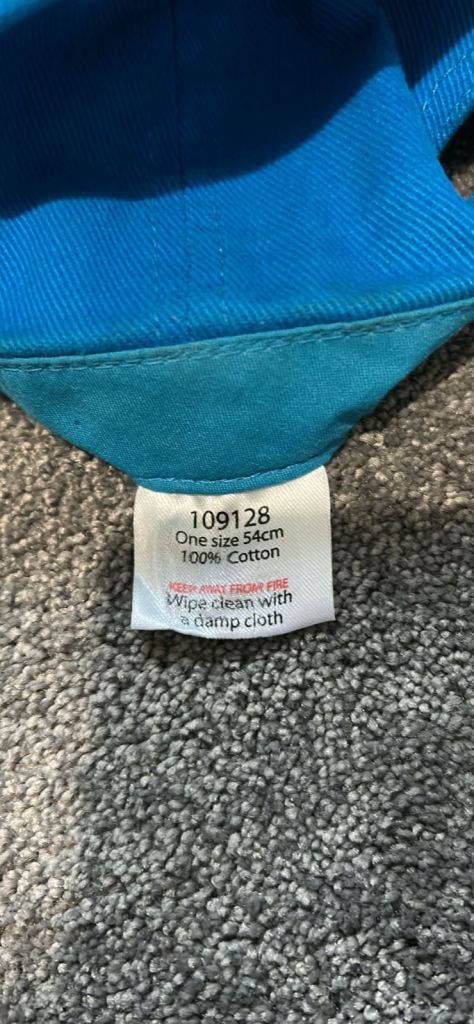 109128
One size 54cm
100% Cotton
KEEP AWAY FROM FIRE
Wipe clean with
a damp cloth